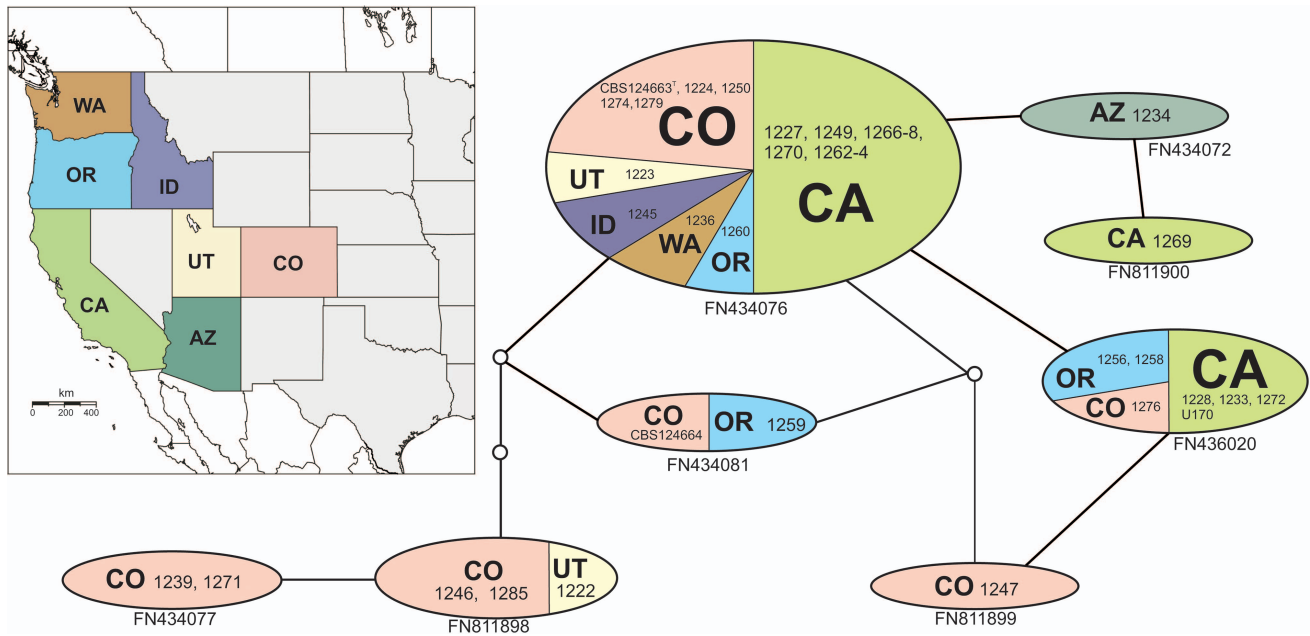 WA
OR
ID
UT
CO
CA
AZ
km
0 200 400
CBS124663ᵀ, 1224, 1250
1274,1279
CO
1227, 1249, 1266-8,
1270, 1262-4
CA
UT 1223
ID 1245
WA 1236
OR 1260
FN434076
AZ 1234
FN434072
CA 1269
FN811900
OR 1256, 1258
CO 1276
CA
1228, 1233, 1272
U170
FN436020
CO
CBS124664
OR 1259
FN434081
CO 1239, 1271
FN434077
CO
1246, 1285
UT
1222
FN811898
CO 1247
FN811899